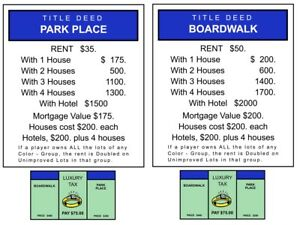 TITLE DEED
PARK PLACE
RENT $35.
With 1 House $ 175.
With 2 Houses 500.
With 3 Houses 1100.
With 4 Houses 1300.
With Hotel $1500
Mortgage Value $175.
Houses cost $200. each
Hotels, $200. plus 4 houses
If a player owns ALL the lots of any
Color - Group, the rent is Doubled on
Unimproved Lots in that group.
TITLE DEED
BOARDWALK
RENT $50.
With 1 House $ 200.
With 2 Houses 600.
With 3 Houses 1400.
With 4 Houses 1700.
With Hotel $2000
Mortgage Value $200.
Houses cost $200. each
Hotels, $200. plus 4 houses
If a player owns ALL the lots of any
Color - Group, the rent is Doubled on
Unimproved Lots in that group.
BOARDWALK
LUXURY
TAX
PAY $75.00
PARK
PLACE
BOARDWALK
LUXURY
TAX
PAY $75.00
PARK
PLACE